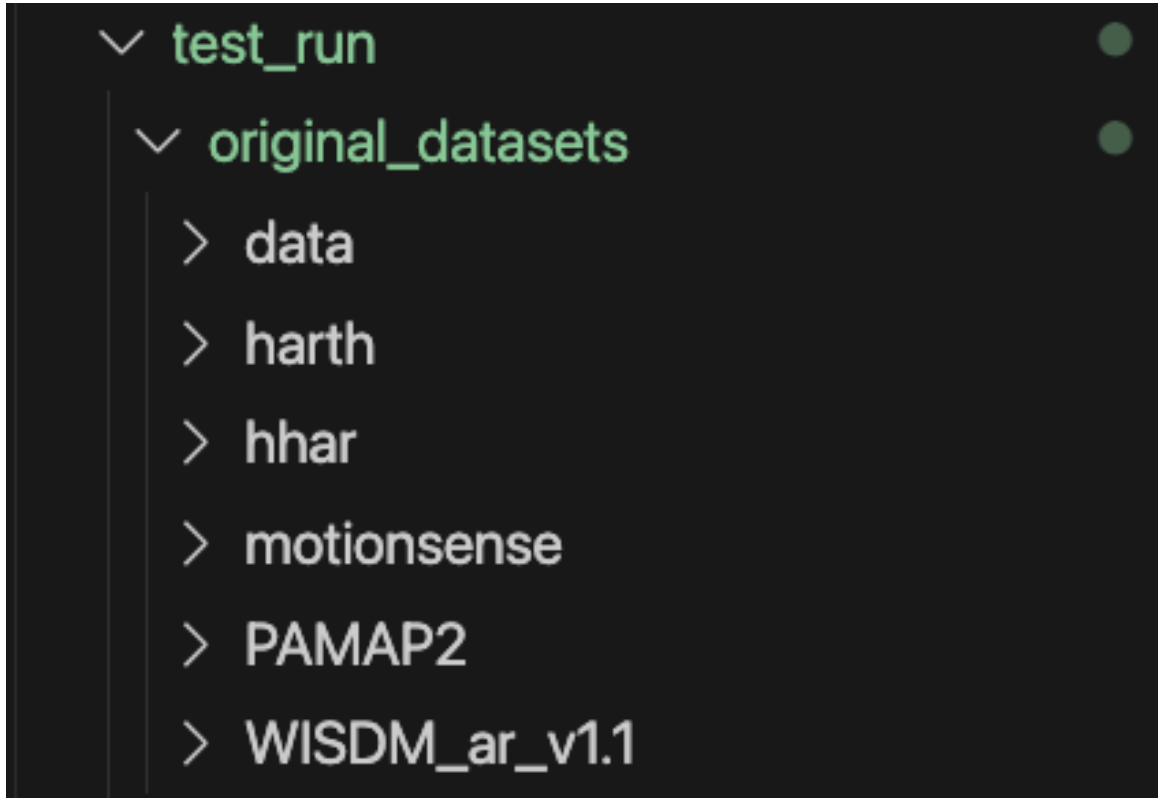 test_run
original_datasets
data
harth
hhar
motionsense
PAMAP2
WISDM_ar_v1.1